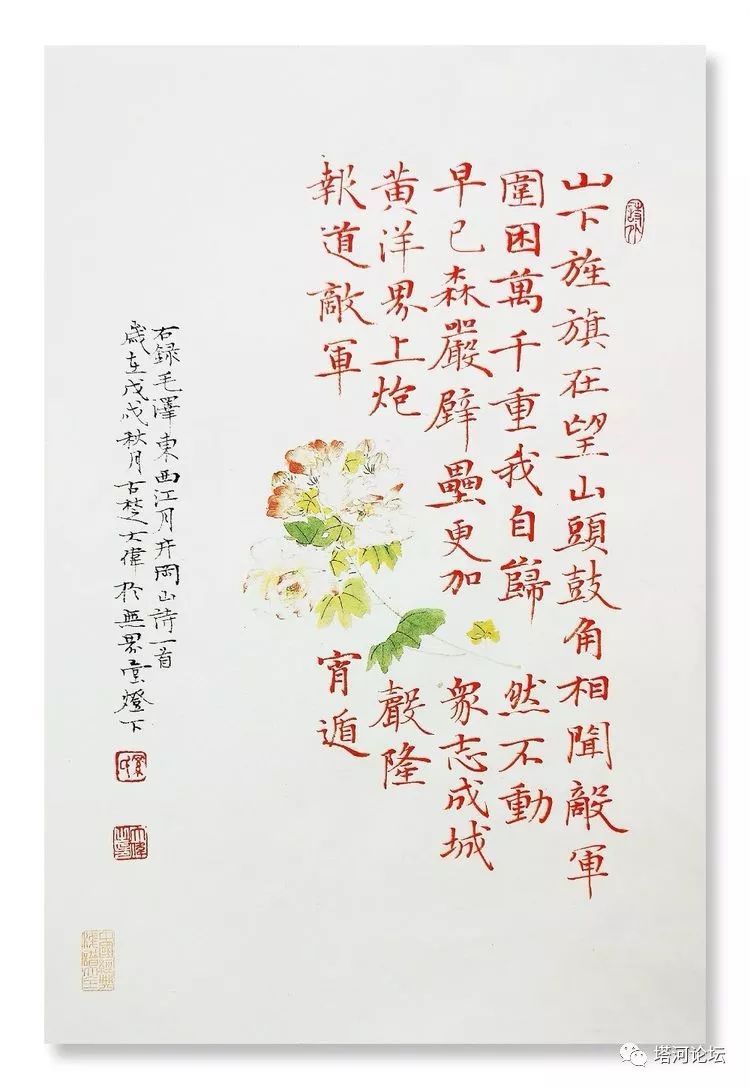 山下旌旗在望山頭鼓角相聞敵軍
圍困萬千重我自巋然不動
早已森嚴壁壘更加衆志成城
黄洋界上炮聲隆
報道敵軍宵遁
右録毛澤東西江月井岡山詩一首
歲在戊戌秋月古楚大偉於無界堂燈下
塔河论坛